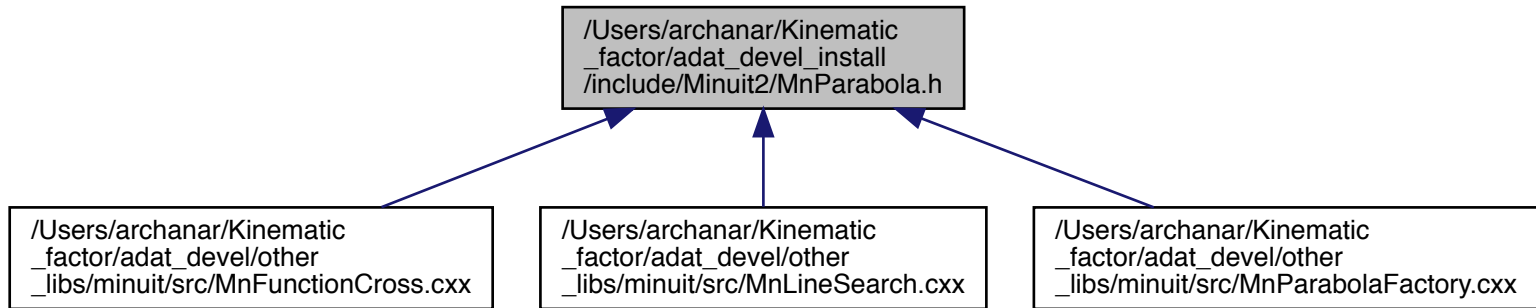 /Users/archanar/Kinematic
_factor/adat_devel_install
/include/Minuit2/MnParabola.h
/Users/archanar/Kinematic
_factor/adat_devel/other
_libs/minuit/src/MnFunctionCross.cxx
/Users/archanar/Kinematic
_factor/adat_devel/other
_libs/minuit/src/MnLineSearch.cxx
/Users/archanar/Kinematic
_factor/adat_devel/other
_libs/minuit/src/MnParabolaFactory.cxx